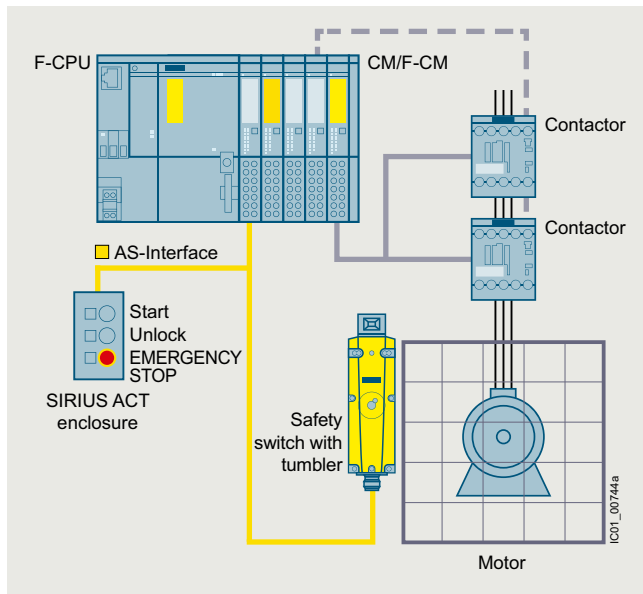 F-CPU
CM/F-CM
Contactor
Contactor
AS-Interface
Start
Unlock
EMERGENCY
STOP
SIRIUS ACT
enclosure
Safety
switch with
tumbler
IC01_00744a
Motor